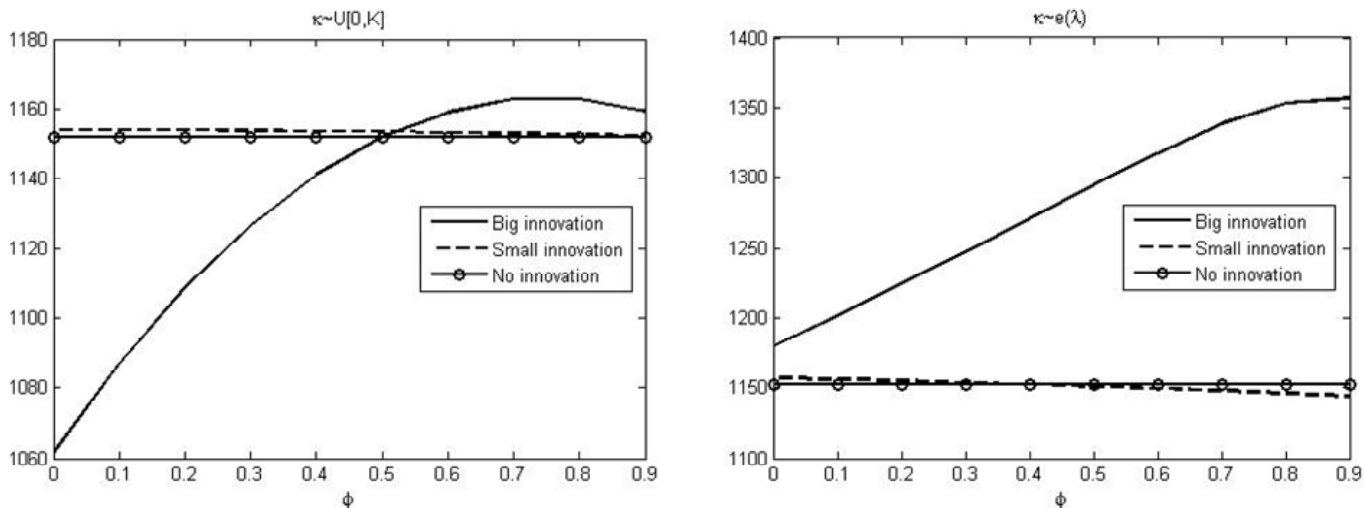 κ~U[0,K]
1180
1160
1140
1120
1100
1080
1060
0 0.1 0.2 0.3 0.4 0.5 0.6 0.7 0.8 0.9
ϕ
Big innovation
Small innovation
No innovation
κ~e(λ)
1400
1350
1300
1250
1200
1150
1100
0 0.1 0.2 0.3 0.4 0.5 0.6 0.7 0.8 0.9
ϕ
Big innovation
Small innovation
No innovation